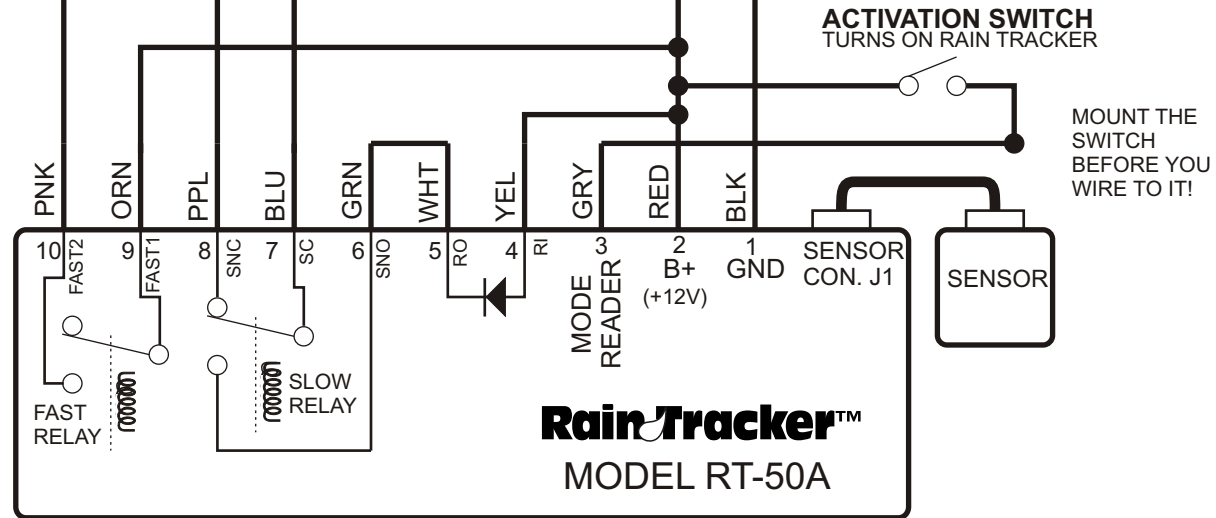 ACTIVATION SWITCH
TURNS ON RAIN TRACKER
MOUNT THE
SWITCH
BEFORE YOU
WIRE TO IT!
PNK
ORN
PPL
BLU
GRN
WHT
YEL
GRY
RED
BLK
10
FAST2
9
FAST1
8
SNC
7
SC
6
SNO
5
RO
4
RI
3
MODE
READER
2
B+
(+12V)
1
GND
SENSOR
CON. J1
SENSOR
FAST
RELAY
SLOW
RELAY
RainTracker™
MODEL RT-50A